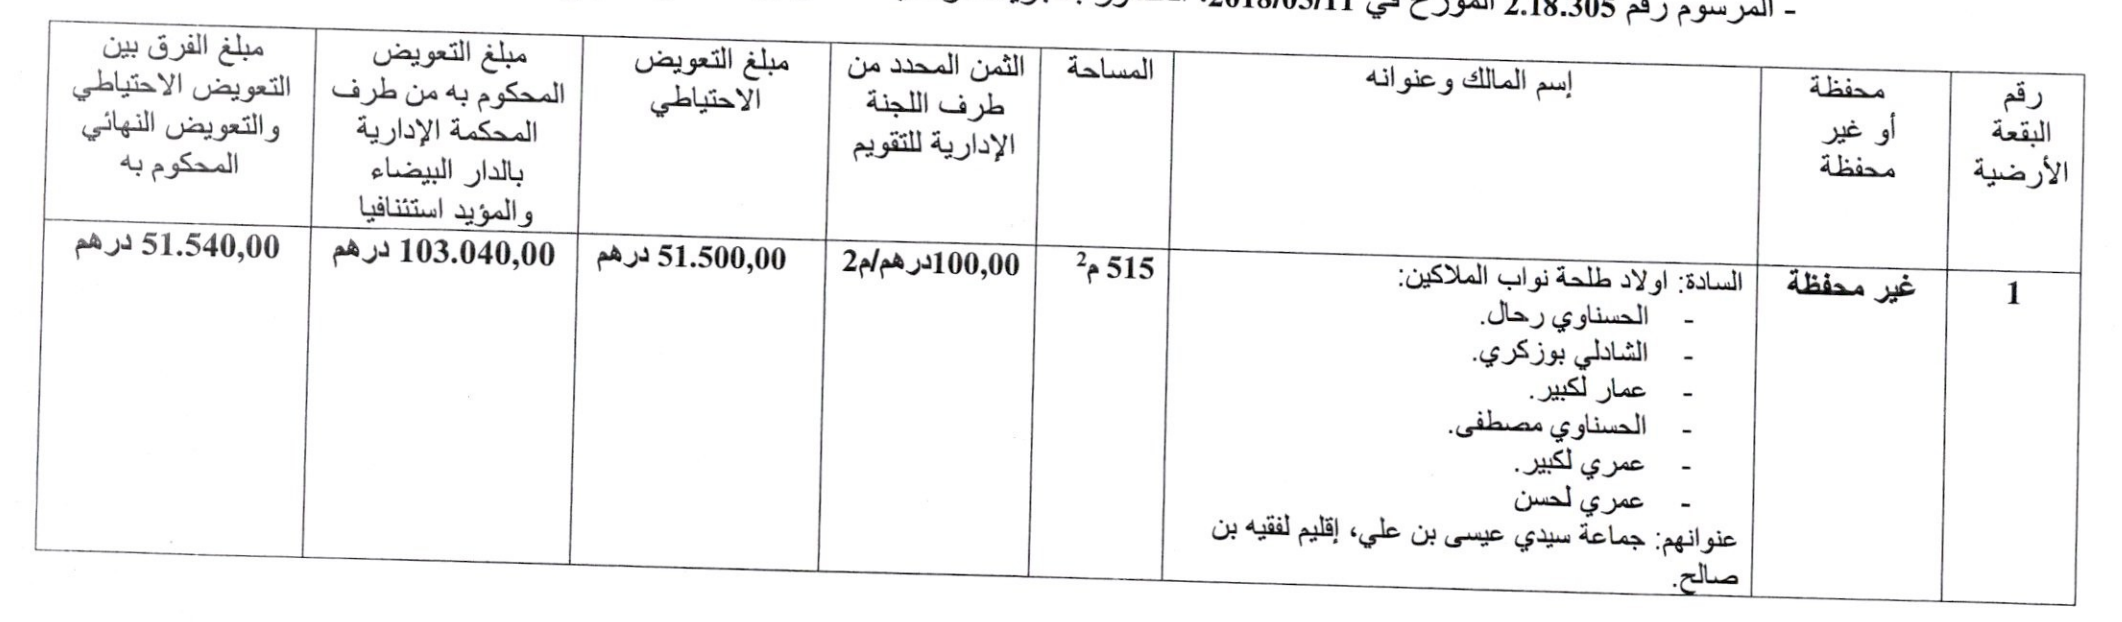 - المرسوم رقم 2.18.305 المؤرخ في 2018/05/11،
رقم
البقعة
الأرضية
محفظة
أو غير
محفظة
إسم المالك وعنوانه
المساحة
الثمن المحدد من
طرف اللجنة
الإدارية للتقويم
مبلغ التعويض
الاحتياطي
مبلغ التعويض
المحكوم به من طرف
المحكمة الإدارية
بالدار البيضاء
والمؤيد استئنافيا
مبلغ الفرق بين
التعويض الاحتياطي
والتعويض النهائي
المحكوم به
1
غير محفظة
السادة: اولاد طلحة نواب الملاكين:
- الحسناوي رحال.
- الشادلي بوزكري.
- عمار لكبير.
- الحسناوي مصطفى.
- عمري لكبير.
- عمري لحسن
عنوانهم: جماعة سيدي عيسى بن علي، إقليم لفقيه بن
صالح.
515 م²
100,00درهم/م2
51.500,00 درهم
103.040,00 درهم
51.540,00 درهم